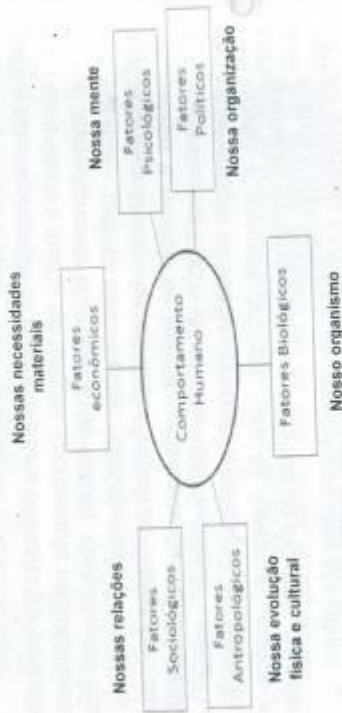 Nossas necessidades
materiais
Fatores
econômicos
Nossa mente
Fatores
Psicológicos
Nossas relações
Fatores
Sociológicos
Comportamento
Humano
Fatores
Políticos
Nossa organização
Fatores
Antropológicos
Nossa evolução
física e cultural
Fatores Biológicos
Nosso organismo